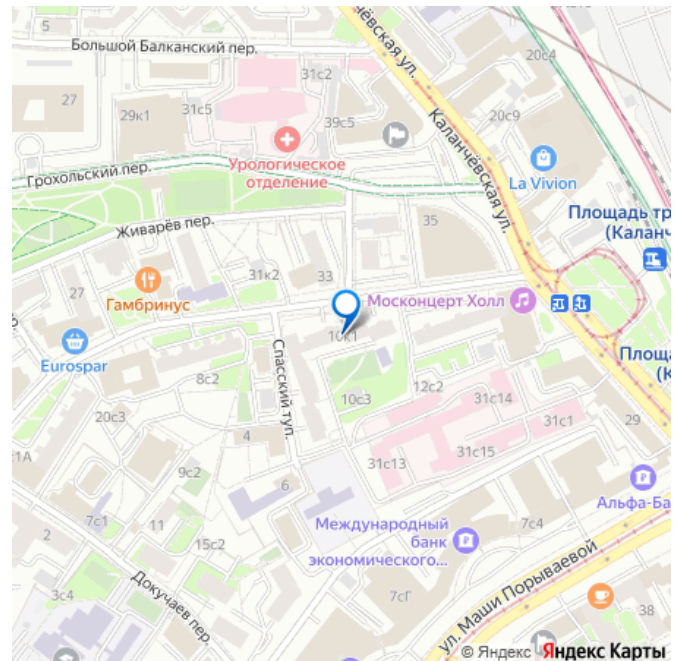 5
Большой Балканский пер.
Каланчёвская ул.
20с4
27
29к1
31с5
31с2
39с5
20с9
Урологическое
отделение
Грохольский пер.
Каланчёвская ул.
La Vivion
Живарёв пер.
35
Площадь тр
(Каланч
27
31к2
33
Гамбринус
Москонцерт Холл
10к1
Eurospar
Спасский туп.
8с2
Площа
(К
10с3
12с2
31с14
20с3
4
31с1
29
1А
31с13
31с15
9с2
6
Альфа-Ба
7с1
11
Международный
банк
экономического...
7с4
2
15с2
Докучаев пер.
ул. Маши Порываевой
3с4
7сГ
38
© Яндекс Яндекс Карты